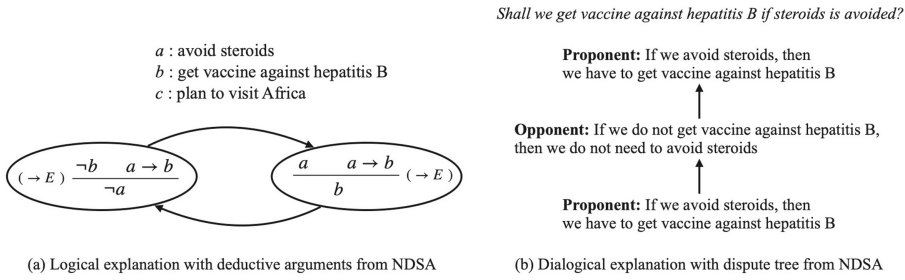 a : avoid steroids
b : get vaccine against hepatitis B
c : plan to visit Africa
( → E ) ¬b a → b
¬a
a a → b ( → E )
b
(a) Logical explanation with deductive arguments from NDSA
Shall we get vaccine against hepatitis B if steroids is avoided?
Proponent: If we avoid steroids, then
we have to get vaccine against hepatitis B
Opponent: If we do not get vaccine against hepatitis B,
then we do not need to avoid steroids
Proponent: If we avoid steroids, then
we have to get vaccine against hepatitis B
(b) Dialogical explanation with dispute tree from NDSA